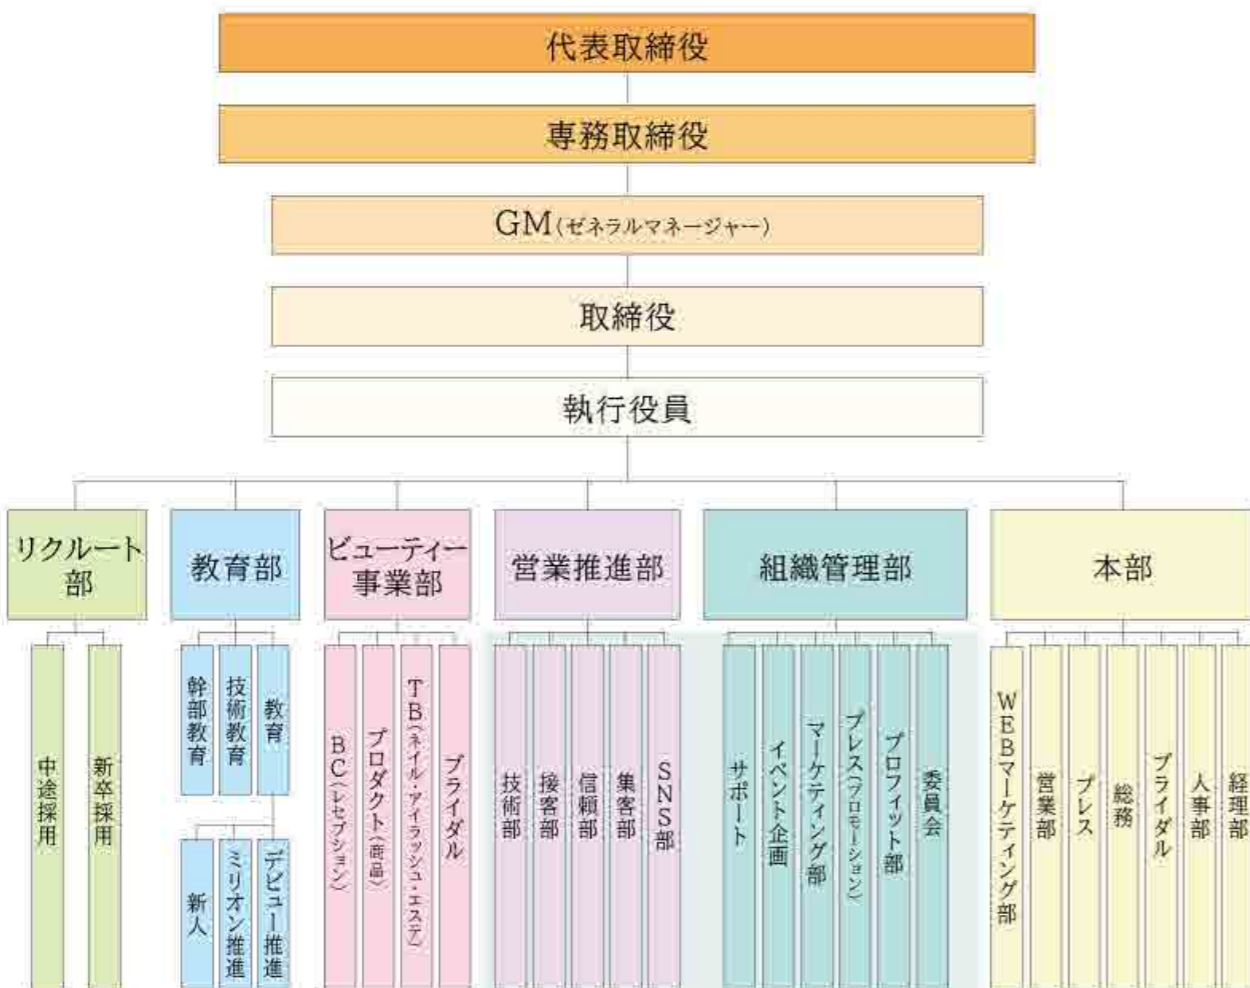 代表取締役
専務取締役
GM(ゼネラルマネージャー)
取締役
執行役員
リクルート
部
教育部
ビューティー
事業部
営業推進部
組織管理部
本部
中途採用
新卒採用
幹部教育
技術教育
教育
新人
ミリオン推進
デビュー推進
BC(レセプション)
プロダクト(商品)
TB(ネイル・アイラッシュ・エステ)
ブライダル
技術部
接客部
信頼部
集客部
SNS部
サポート
イベント企画
マーケティング部
プレス(プロモーション)
プロフィット部
委員会
WEBマーケティング部
営業部
プレス
総務
ブライダル
人事部
経理部